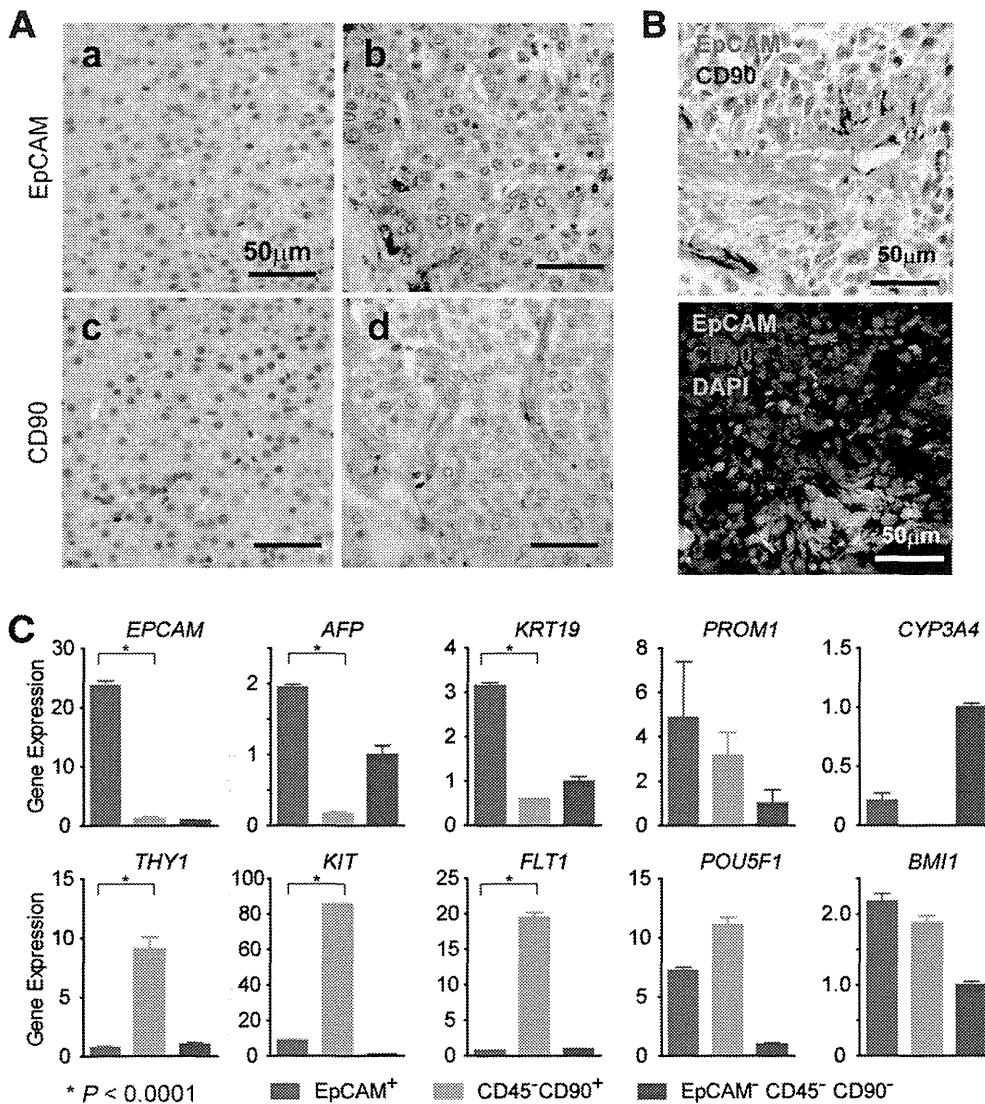 A
B
a
b
EpCAM
50μm
c
d
CD90
EpCAM
CD90
50μm
EpCAM
CD90
DAPI
50μm
C
EPCAM
AFP
KRT19
PROM1
CYP3A4
Gene Expression
30
20
10
0
*
2
1
0
*
4
3
2
1
0
*
8
6
4
2
0
1.5
1.0
0.5
0
THY1
KIT
FLT1
POU5F1
BMI1
Gene Expression
15
10
5
0
*
100
80
60
40
20
0
*
25
20
15
10
5
0
*
15
10
5
0
2.0
1.0
0
* P < 0.0001
EpCAM⁺
CD45⁻CD90⁺
EpCAM⁻ CD45⁻ CD90⁻